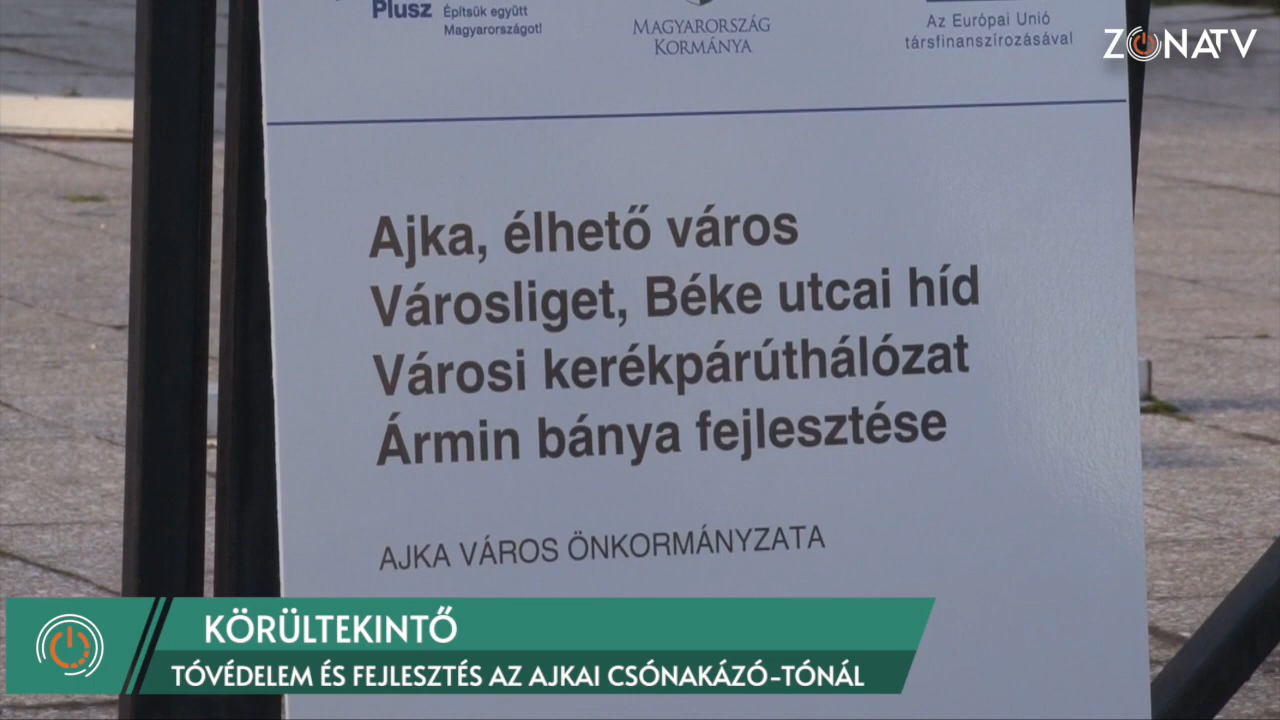 Plusz
Építsük együtt
Magyarországot!
MAGYARORSZÁG
KORMÁNYA
Az Európai Unió
társfinanszírozásával
ZONATV
Ajka, élhető város
Városliget, Béke utcai híd
Városi kerékpárúthálózat
Ármin bánya fejlesztése
AJKA VÁROS ÖNKORMÁNYZATA
KÖRÜLTEKINTŐ
TÓVÉDELEM ÉS FEJLESZTÉS AZ AJKAI CSÓNAKÁZÓ-TÓNÁL